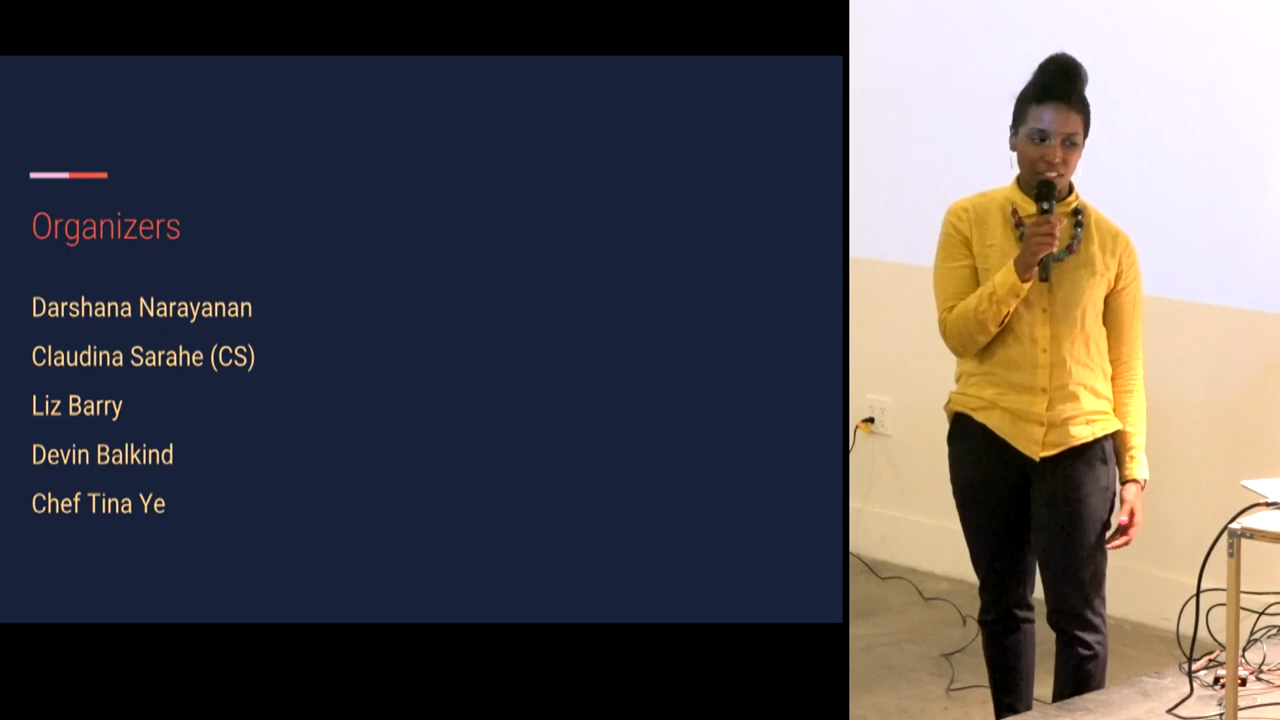 Organizers
Darshana Narayanan
Claudina Sarahe (CS)
Liz Barry
Devin Balkind
Chef Tina Ye